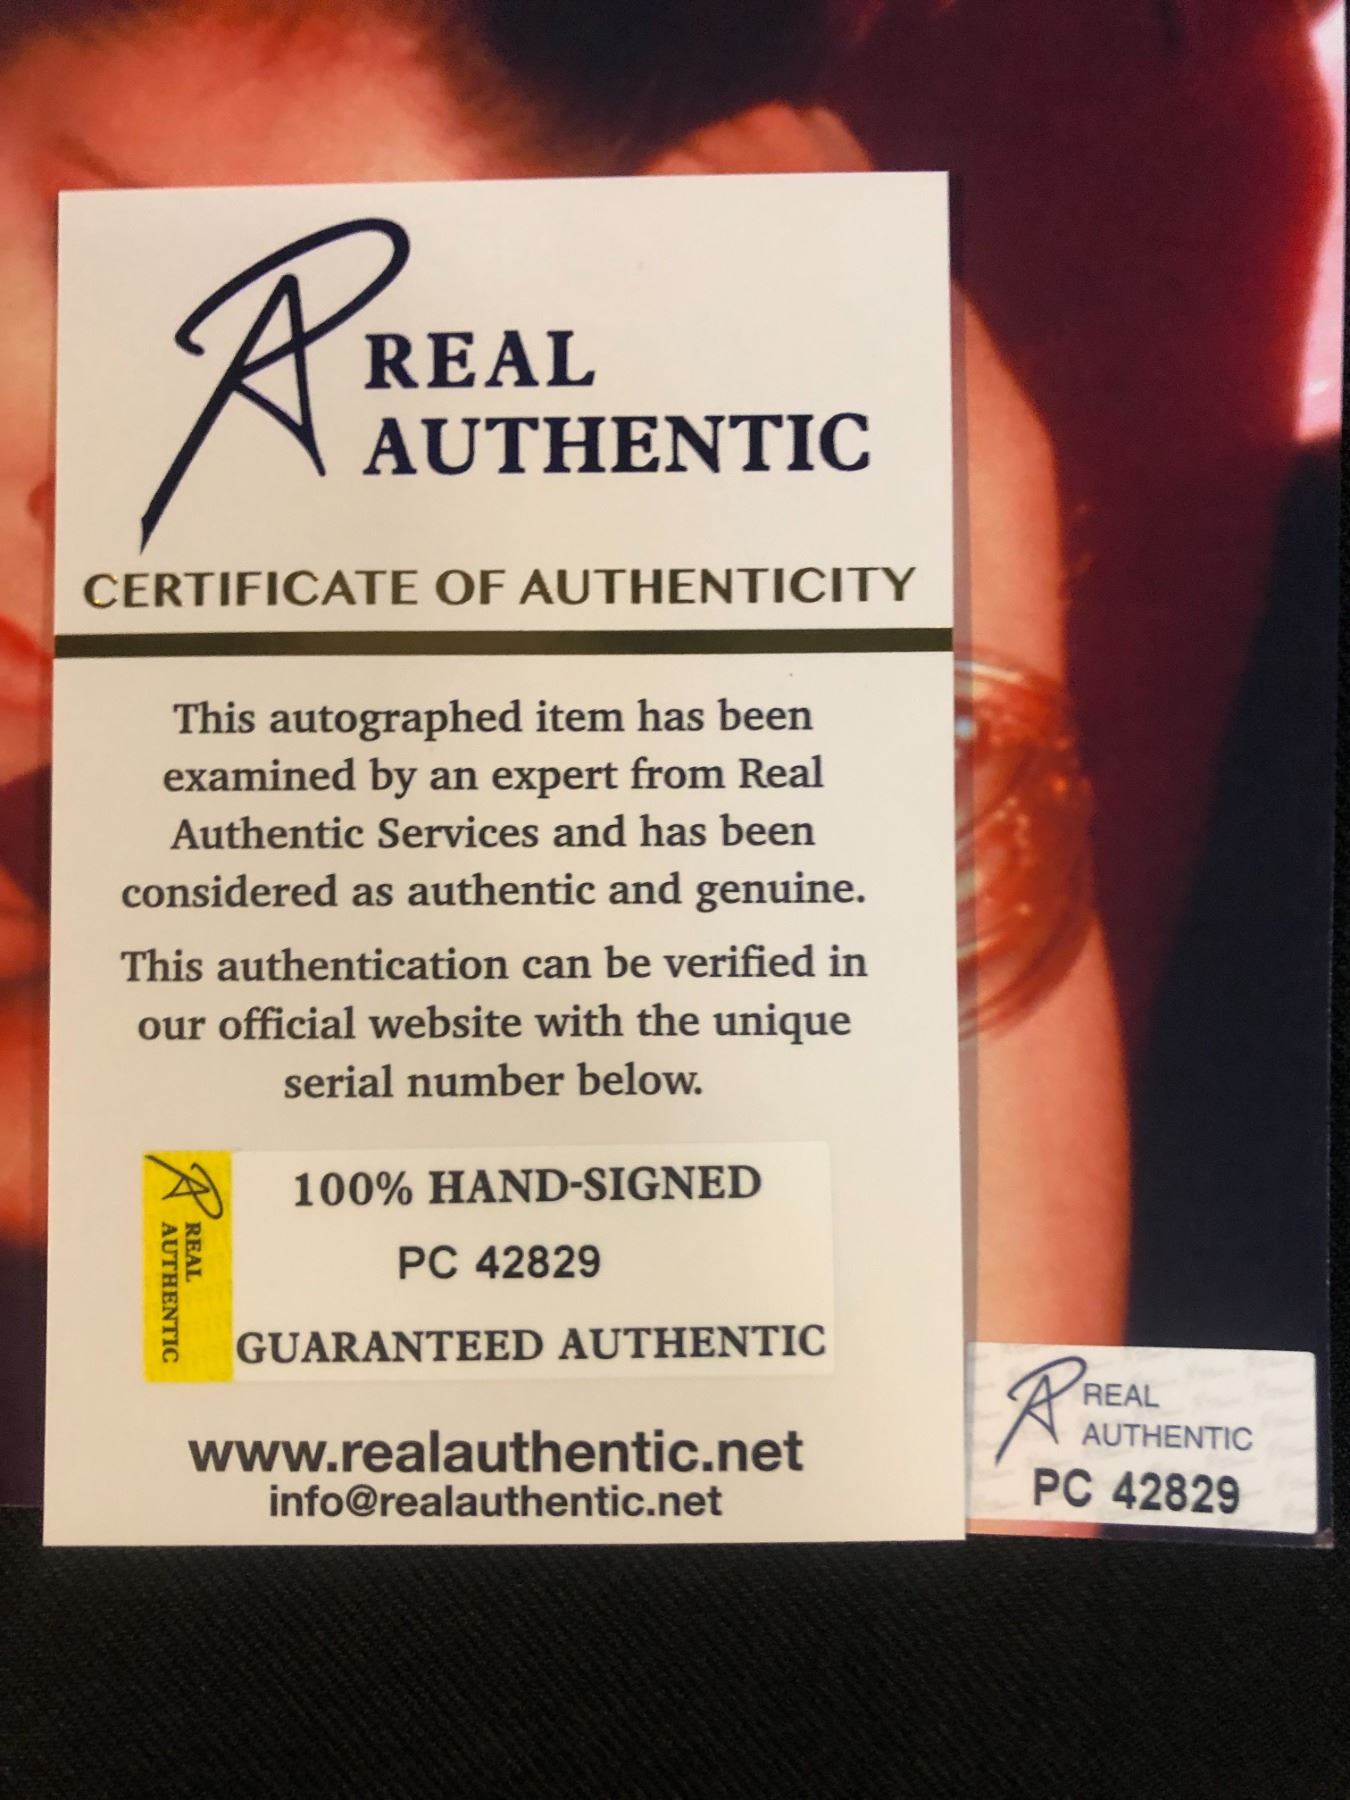 REAL
AUTHENTIC
CERTIFICATE OF AUTHENTICITY
This autographed item has been
examined by an expert from Real
Authentic Services and has been
considered as authentic and genuine.
This authentication can be verified in
our official website with the unique
serial number below.
REAL
AUTHENTIC
100% HAND-SIGNED
PC 42829
GUARANTEED AUTHENTIC
www.realauthentic.net
info@realauthentic.net
REAL
AUTHENTIC
PC 42829